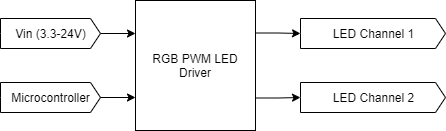 Vin (3.3-24V)
LED Channel 1
RGB PWM LED
Driver
Microcontroller
LED Channel 2